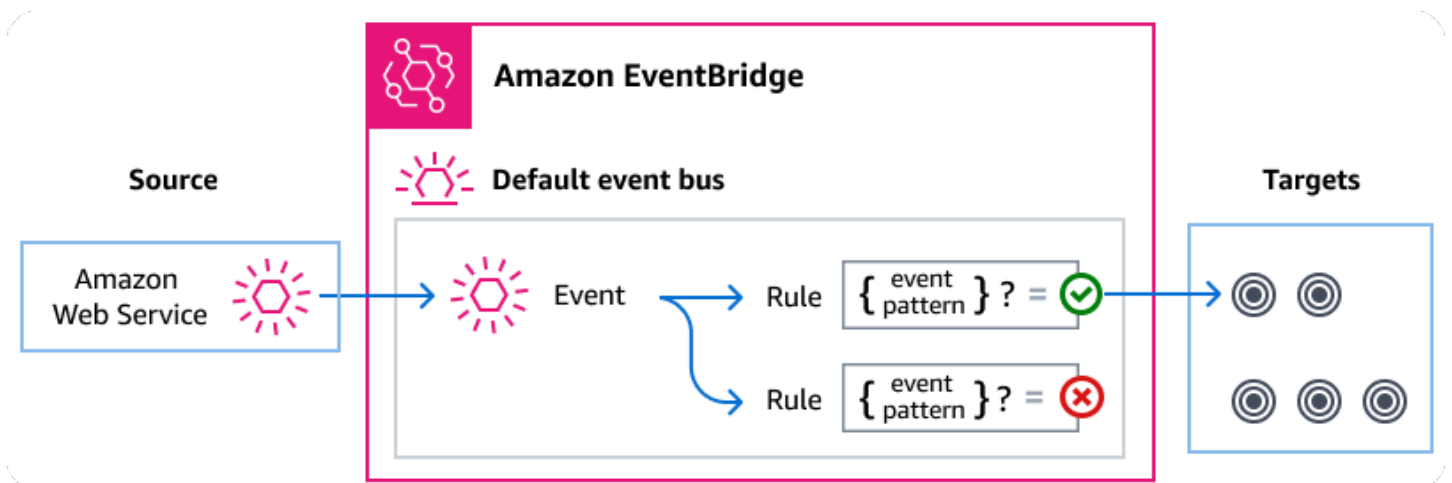 Amazon EventBridge
Source
Default event bus
Targets
Amazon
Web Service
Event
Rule
{ event
pattern } ? =
Rule
{ event
pattern } ? =